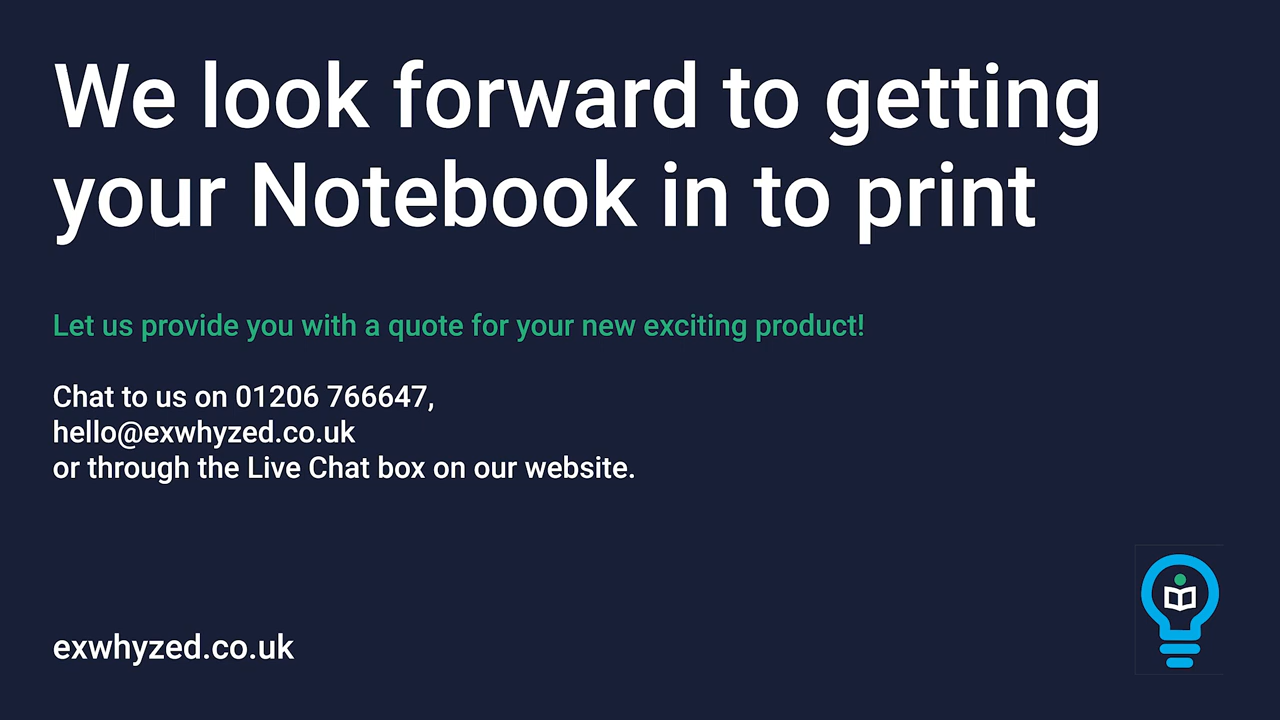 We look forward to getting
your Notebook in to print
Let us provide you with a quote for your new exciting product!
Chat to us on 01206 766647,
hello@exwhyzed.co.uk
or through the Live Chat box on our website.
exwhyzed.co.uk